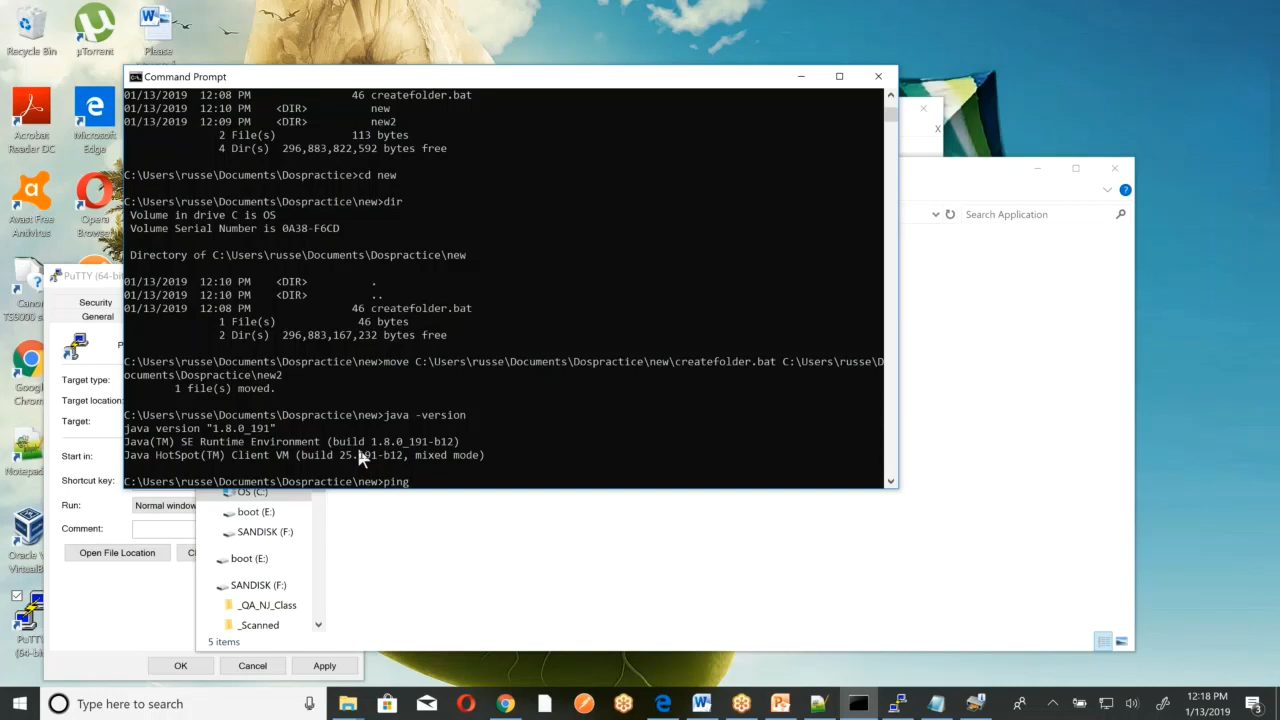 Recycle Bin
µTorrent
Please
Acrobat
Reader DC
Microsoft
Edge
Avast Free
Antivirus
Opera
Browser
Canon
Google
Chrom
Oracle
VirtualB
PuTTY
(64-bi
Command Prompt
01/13/2019  12:08 PM                46 createfolder.bat
01/13/2019  12:10 PM    <DIR>          new
01/13/2019  12:09 PM    <DIR>          new2
2 File(s)            113 bytes
4 Dir(s)  296,883,822,592 bytes free
C:\Users\russe\Documents\Dospractice>cd new
C:\Users\russe\Documents\Dospractice\new>dir
Volume in drive C is OS
Volume Serial Number is 0A38-F6CD
Directory of C:\Users\russe\Documents\Dospractice\new
01/13/2019  12:10 PM    <DIR>          .
01/13/2019  12:10 PM    <DIR>          ..
01/13/2019  12:08 PM                46 createfolder.bat
1 File(s)             46 bytes
2 Dir(s)  296,883,167,232 bytes free
C:\Users\russe\Documents\Dospractice\new>move C:\Users\russe\Documents\Dospractice\new\createfolder.bat C:\Users\russe\D
ocuments\Dospractice\new2
1 file(s) moved.
C:\Users\russe\Documents\Dospractice\new>java -version
java version "1.8.0_191"
Java(TM) SE Runtime Environment (build 1.8.0_191-b12)
Java HotSpot(TM) Client VM (build 25.191-b12, mixed mode)
C:\Users\russe\Documents\Dospractice\new>ping
X
Search Application
PuTTY (64-bit
Security
General
P
Target type:
Target location:
Target:
Start in:
Shortcut key:
Run:
Normal window
Comment:
Open File Location
Ch
OK
Cancel
Apply
OS (C:)
boot (E:)
SANDISK (F:)
boot (E:)
SANDISK (F:)
_QA_NJ_Class
_Scanned
5 items
Type here to search
12:18 PM
1/13/2019
3